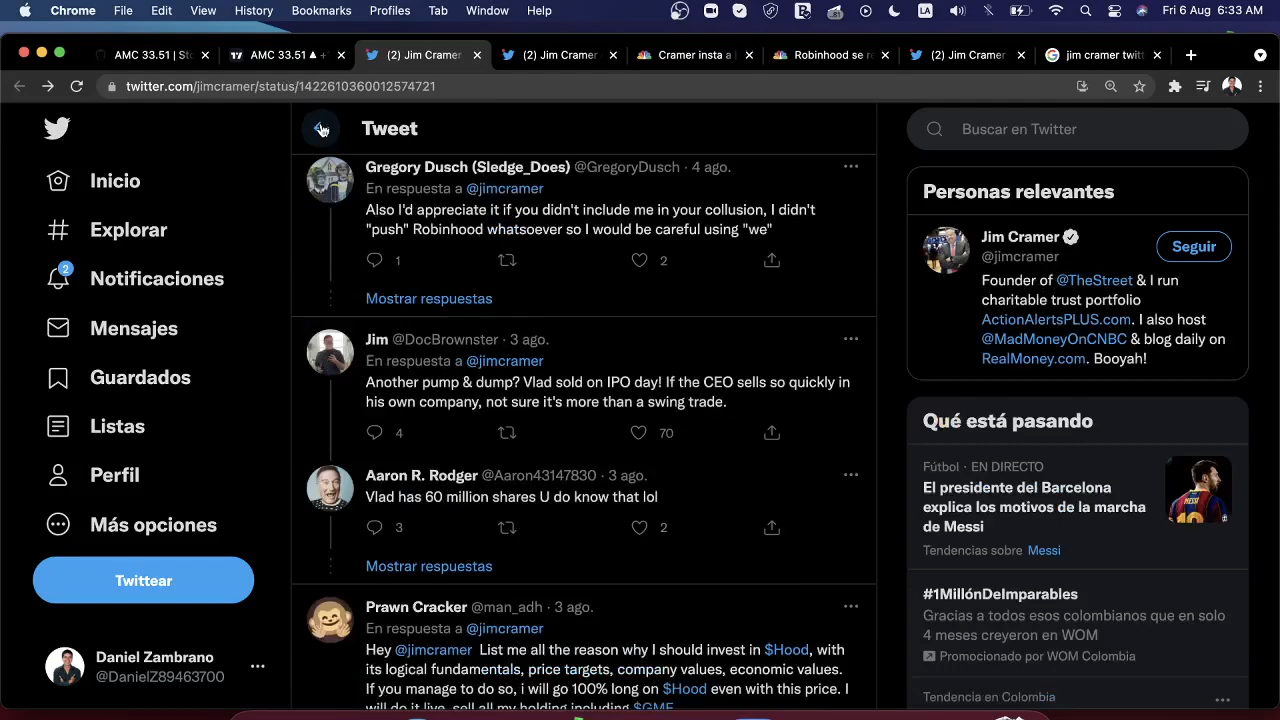 Chrome File Edit View History Bookmarks Profiles Tab Window Help
LA Fri 6 Aug 6:33 AM
AMC 33.51 | Sto
AMC 33.51 ▲ +
(2) Jim Cramer
(2) Jim Cramer
Cramer insta a
Robinhood se r
(2) Jim Cramer
jim cramer twitt
twitter.com/jimcramer/status/1422610360012574721
Inicio
Explorar
2
Notificaciones
Mensajes
Guardados
Listas
Perfil
Más opciones
Twittear
Daniel Zambrano
@DanielZ89463700
Tweet
Gregory Dusch (Sledge_Does) @GregoryDusch · 4 ago.
En respuesta a @jimcramer
Also I'd appreciate it if you didn't include me in your collusion, I didn't
"push" Robinhood whatsoever so I would be careful using "we"
1 2
Mostrar respuestas
Jim @DocBrownster · 3 ago.
En respuesta a @jimcramer
Another pump & dump? Vlad sold on IPO day! If the CEO sells so quickly in
his own company, not sure it's more than a swing trade.
4 70
Aaron R. Rodger @Aaron43147830 · 3 ago.
Vlad has 60 million shares U do know that lol
3 2
Mostrar respuestas
Prawn Cracker @man_adh · 3 ago.
En respuesta a @jimcramer
Hey @jimcramer List me all the reason why I should invest in $Hood, with
its logical fundamentals, price targets, company values, economic values.
If you manage to do so, i will go 100% long on $Hood even with this price. I
will do it live, sell all my holding including $GME
Buscar en Twitter
Personas relevantes
Jim Cramer
@jimcramer
Seguir
Founder of @TheStreet & I run
charitable trust portfolio
ActionAlertsPLUS.com. I also host
@MadMoneyOnCNBC & blog daily on
RealMoney.com. Booyah!
Qué está pasando
Fútbol · EN DIRECTO
El presidente del Barcelona
explica los motivos de la marcha
de Messi
Tendencias sobre Messi
#1MillónDeImparables
Gracias a todos esos colombianos que en solo
4 meses creyeron en WOM
Promocionado por WOM Colombia
Tendencia en Colombia